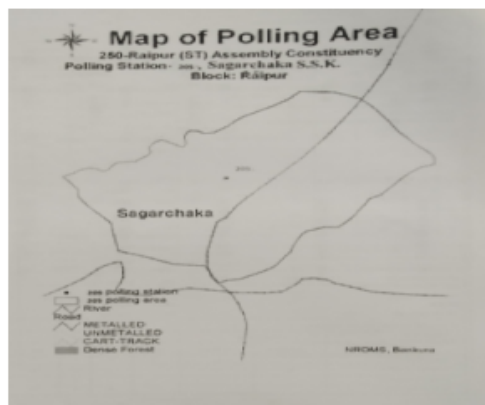 Map of Polling Area
250-Raipur (ST) Assembly Constituency
Polling Station- , Sagarchaka S.S.K.
Block: Raipur
Sagarchaka
polling station
polling area
River
Road
METALLED
UNMETALLED
CART-TRACK
Dense Forest
NRDMS, Bankura